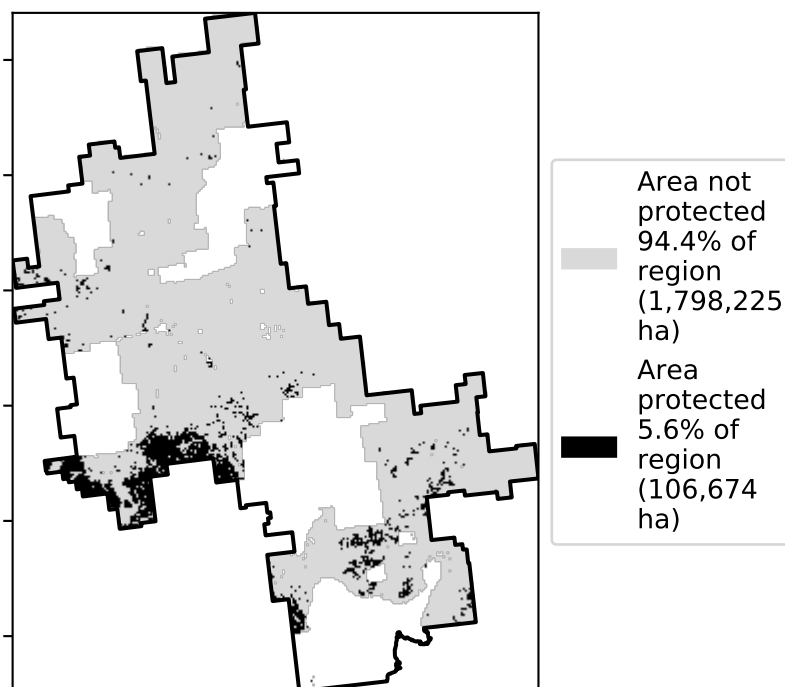 Area not
protected
94.4% of
region
(1,798,225
ha)
Area
protected
5.6% of
region
(106,674
ha)